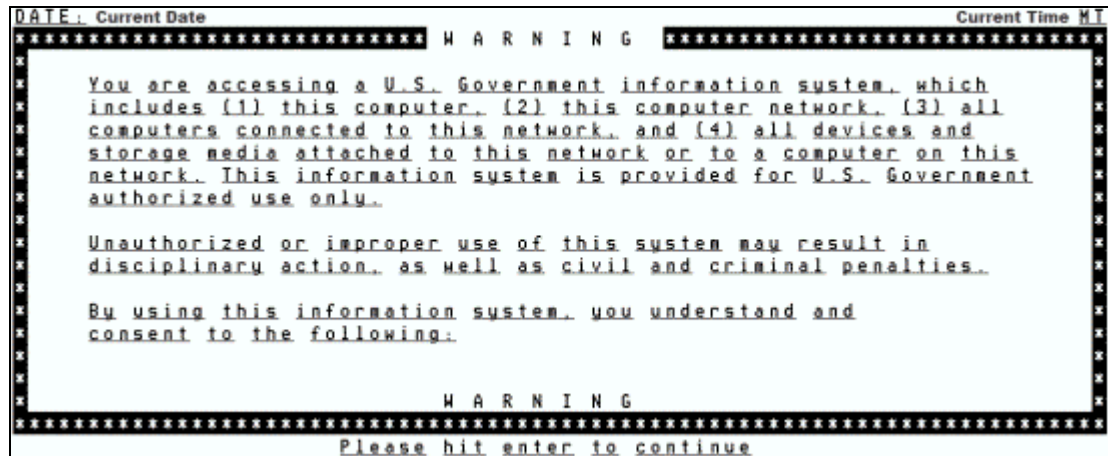 DATE: Current Date Current Time MT
**************************** W A R N I N G ******************************
You are accessing a U.S. Government information system, which
includes (1) this computer, (2) this computer network, (3) all
computers connected to this network, and (4) all devices and
storage media attached to this network or to a computer on this
network. This information system is provided for U.S. Government
authorized use only.
Unauthorized or improper use of this system may result in
disciplinary action, as well as civil and criminal penalties.
By using this information system, you understand and
consent to the following:
W A R N I N G
Please hit enter to continue